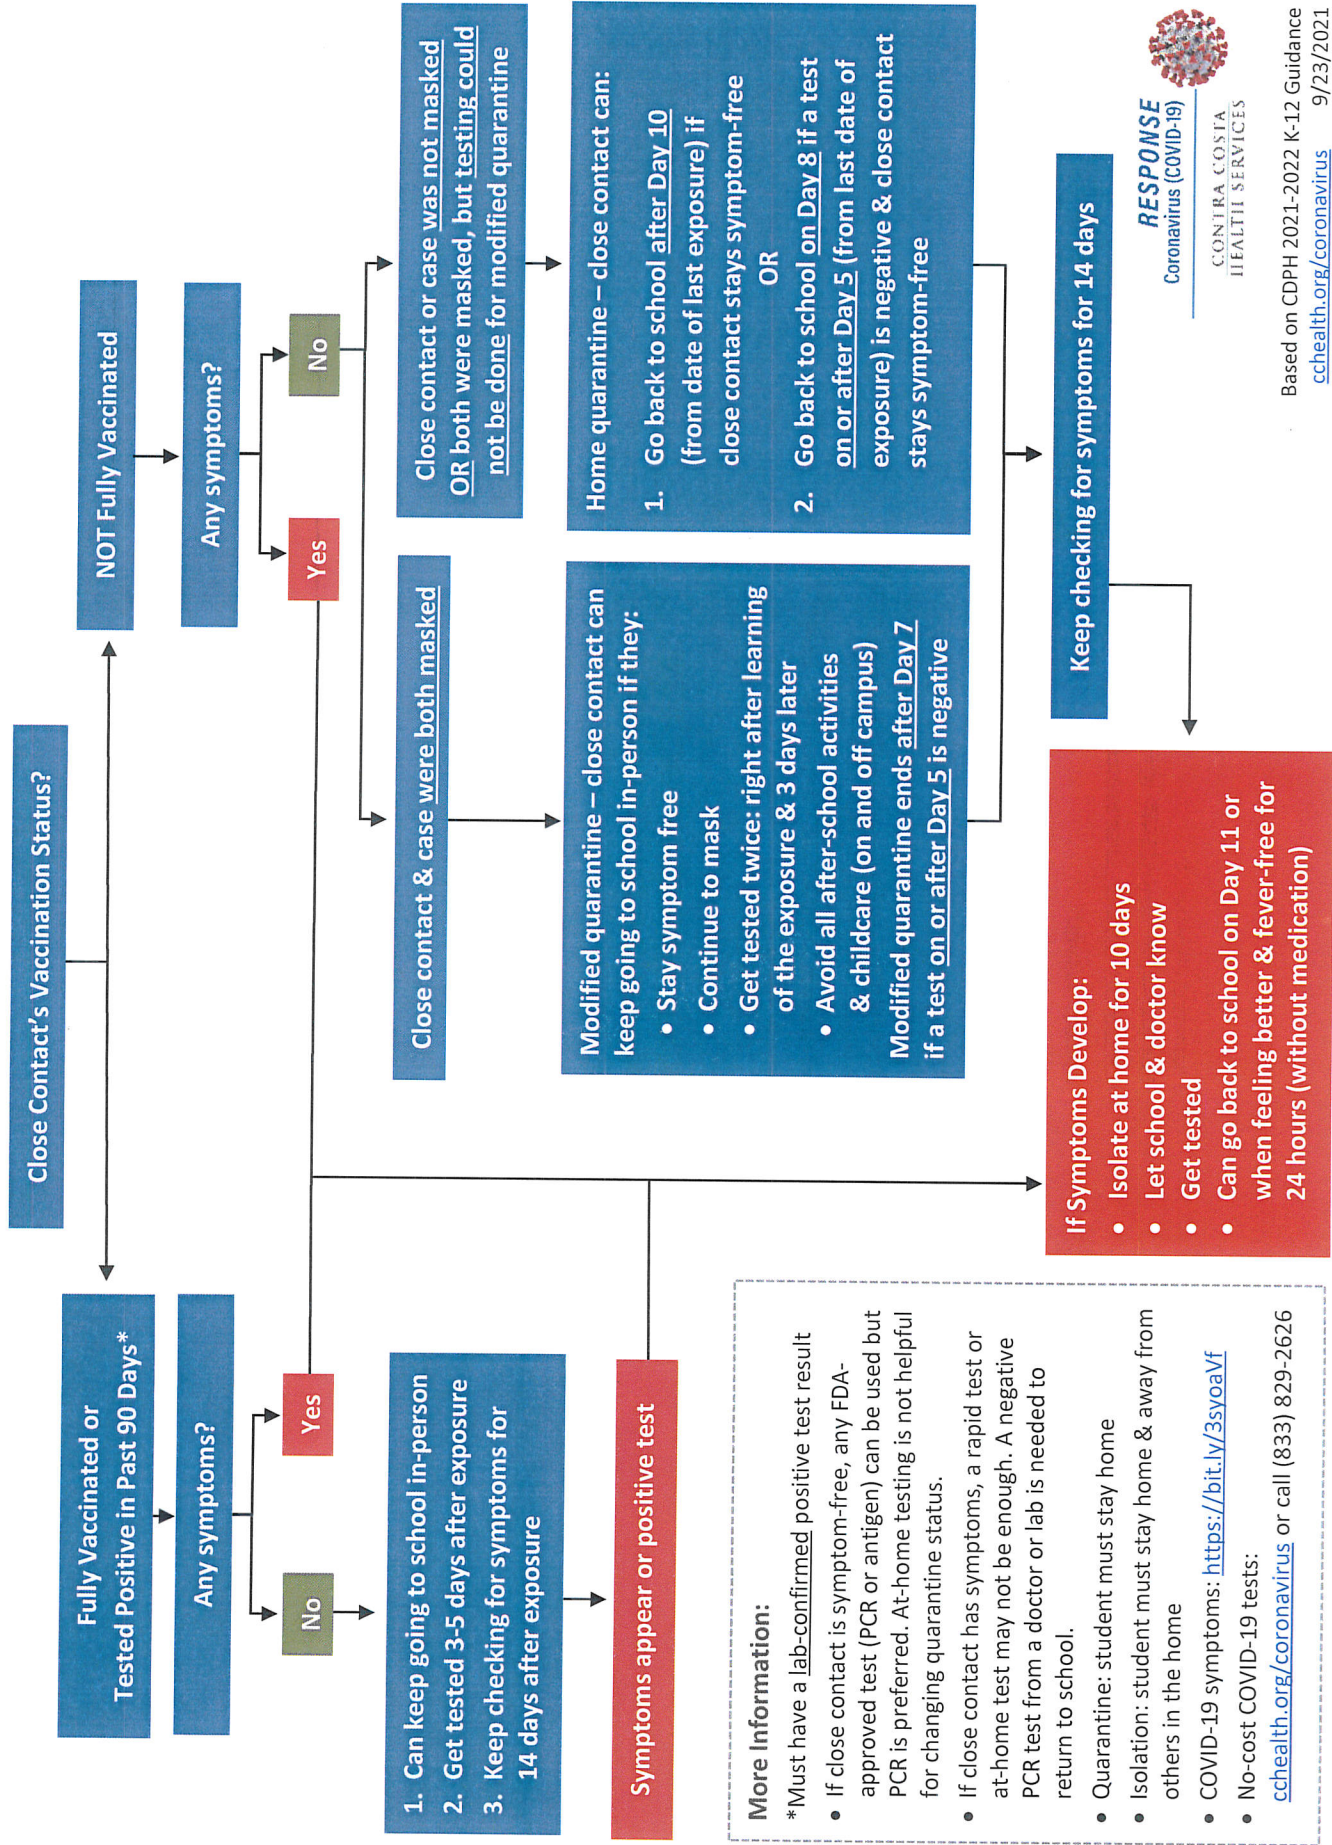 Close Contact's Vaccination Status?
Fully Vaccinated or
Tested Positive in Past 90 Days*
Any symptoms?
No
Yes
1. Can keep going to school in-person
2. Get tested 3-5 days after exposure
3. Keep checking for symptoms for
14 days after exposure
Symptoms appear or positive test
NOT Fully Vaccinated
Any symptoms?
Yes
No
Close contact & case were both masked
Modified quarantine – close contact can
keep going to school in-person if they:
• Stay symptom free
• Continue to mask
• Get tested twice: right after learning
of the exposure & 3 days later
• Avoid all after-school activities
& childcare (on and off campus)
Modified quarantine ends after Day 7
if a test on or after Day 5 is negative
Close contact or case was not masked
OR both were masked, but testing could
not be done for modified quarantine
Home quarantine – close contact can:
1. Go back to school after Day 10
(from date of last exposure) if
close contact stays symptom-free
OR
2. Go back to school on Day 8 if a test
on or after Day 5 (from last date of
exposure) is negative & close contact
stays symptom-free
Keep checking for symptoms for 14 days
If Symptoms Develop:
• Isolate at home for 10 days
• Let school & doctor know
• Get tested
• Can go back to school on Day 11 or
when feeling better & fever-free for
24 hours (without medication)
More Information:
*Must have a lab-confirmed positive test result
• If close contact is symptom-free, any FDA-
approved test (PCR or antigen) can be used but
PCR is preferred. At-home testing is not helpful
for changing quarantine status.
• If close contact has symptoms, a rapid test or
at-home test may not be enough. A negative
PCR test from a doctor or lab is needed to
return to school.
• Quarantine: student must stay home
• Isolation: student must stay home & away from
others in the home
• COVID-19 symptoms: https://bit.ly/3syoaVf
• No-cost COVID-19 tests:
cchealth.org/coronavirus or call (833) 829-2626
RESPONSE
Coronavirus (COVID-19)
CONTRA COSTA
HEALTH SERVICES
Based on CDPH 2021-2022 K-12 Guidance
cchealth.org/coronavirus 9/23/2021